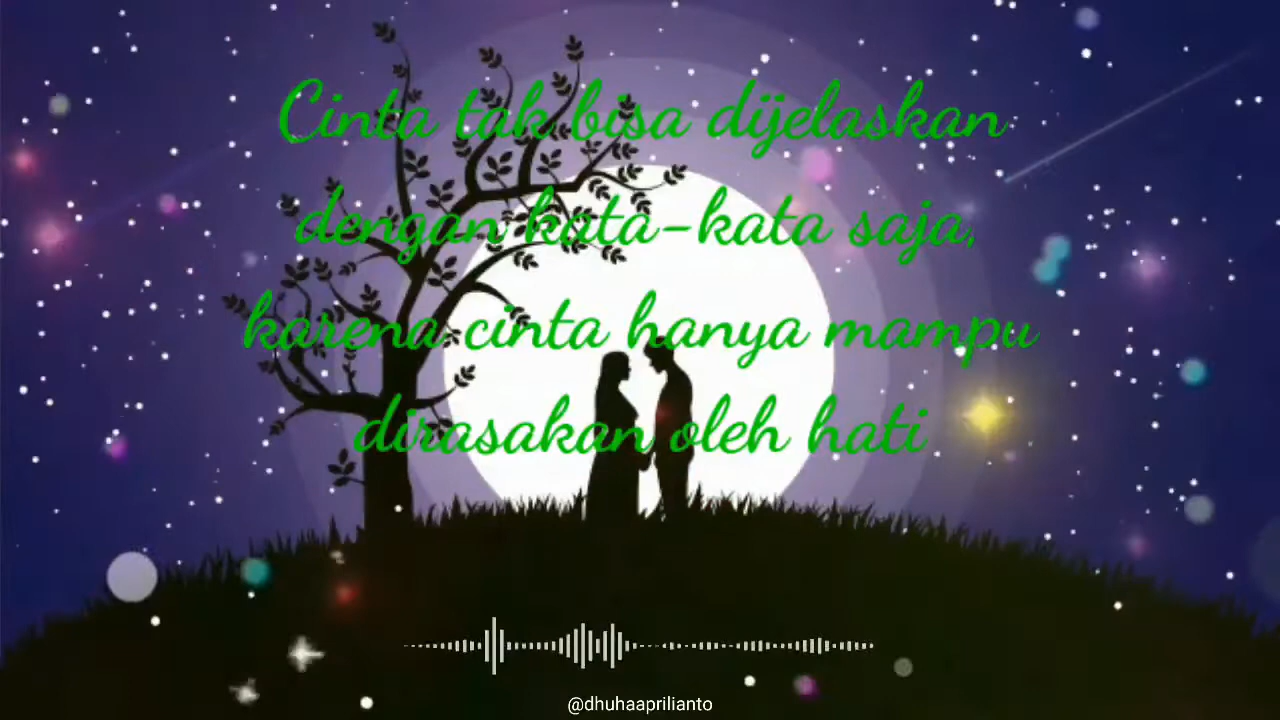 Cinta tak bisa dijelaskan
dengan kata-kata saja,
karena cinta hanya mampu
dirasakan oleh hati
@dhuhaaprilianto